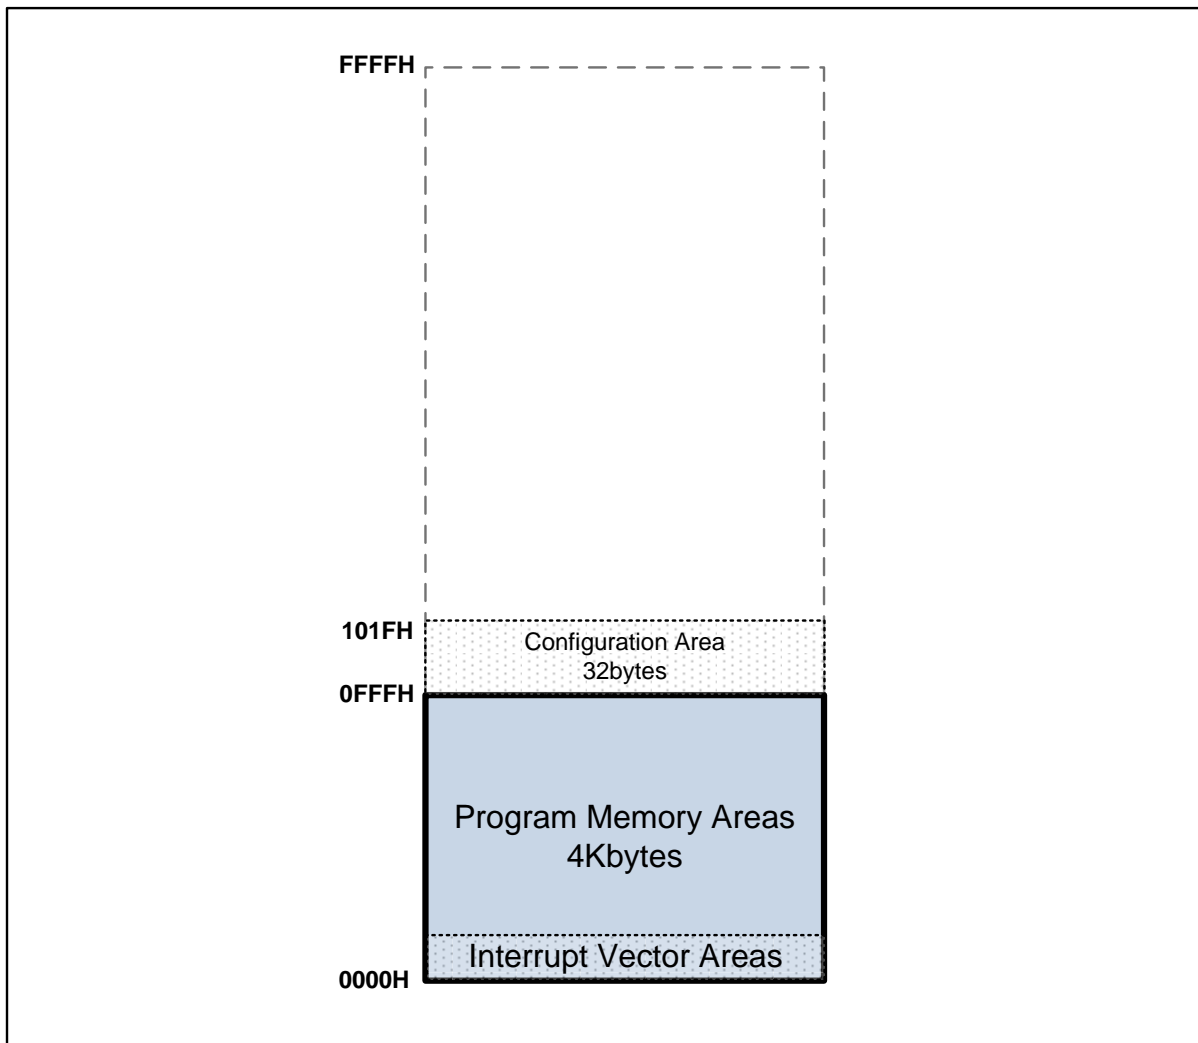 FFFFH
101FH
Configuration Area
32bytes
0FFFH
Program Memory Areas
4Kbytes
Interrupt Vector Areas
0000H